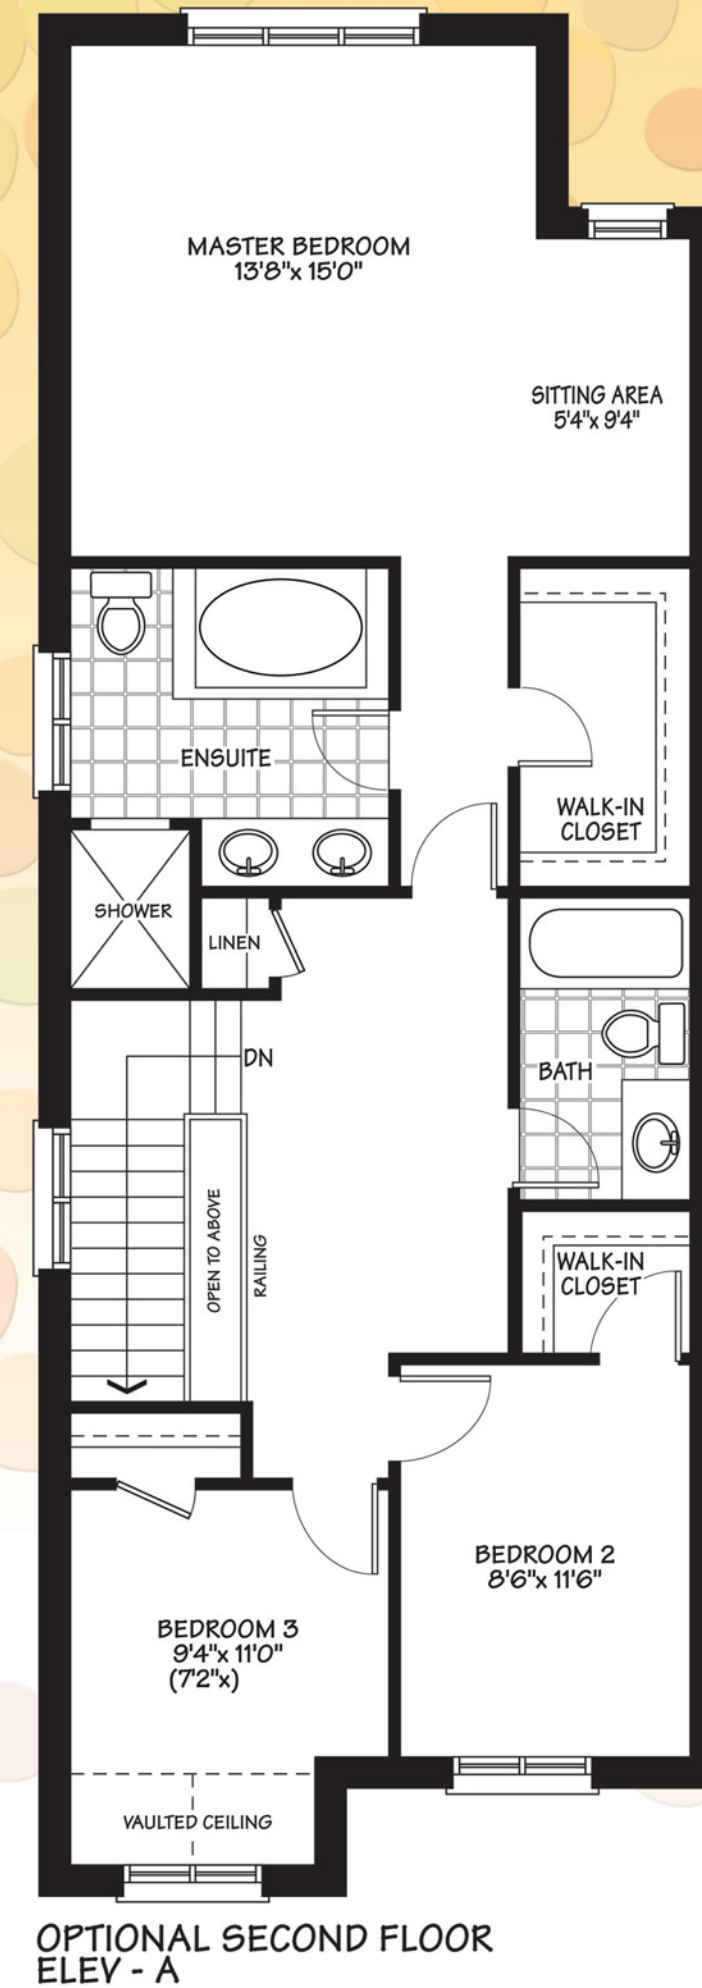 MASTER BEDROOM
13'8"x 15'0"
SITTING AREA
5'4"x 9'4"
ENSUITE
WALK-IN
CLOSET
SHOWER
LINEN
DN
BATH
OPEN TO ABOVE
RAILING
WALK-IN
CLOSET
BEDROOM 2
8'6"x 11'6"
BEDROOM 3
9'4"x 11'0"
(7'2"x)
VAULTED CEILING
OPTIONAL SECOND FLOOR
ELEV - A